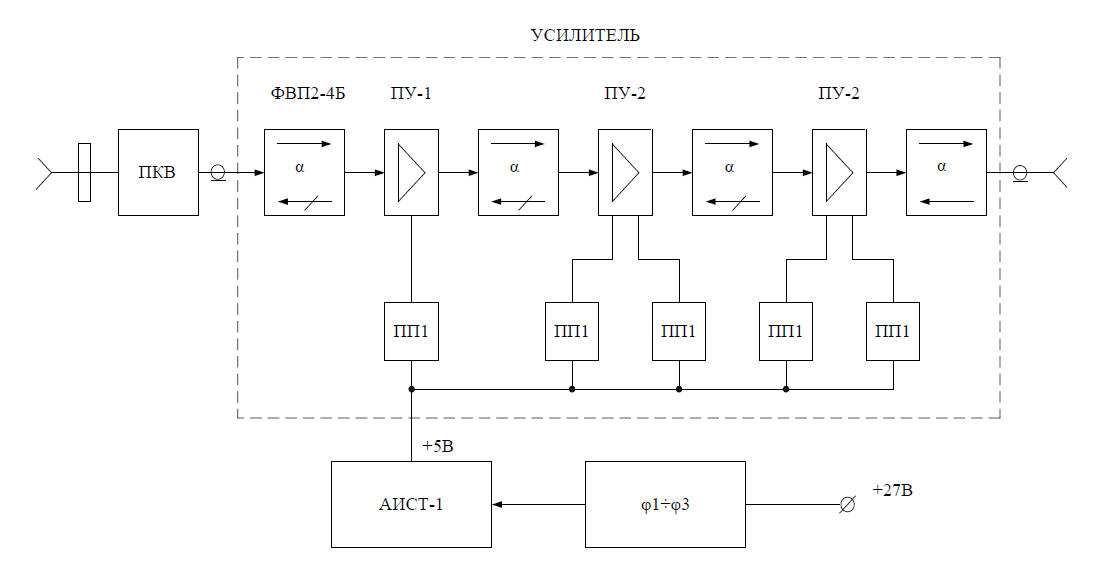 УСИЛИТЕЛЬ
ФВП2-4Б ПУ-1 ПУ-2 ПУ-2
ПКВ α α α α
ПП1 ПП1 ПП1 ПП1 ПП1
+5В
АИСТ-1 φ1÷φ3 +27В